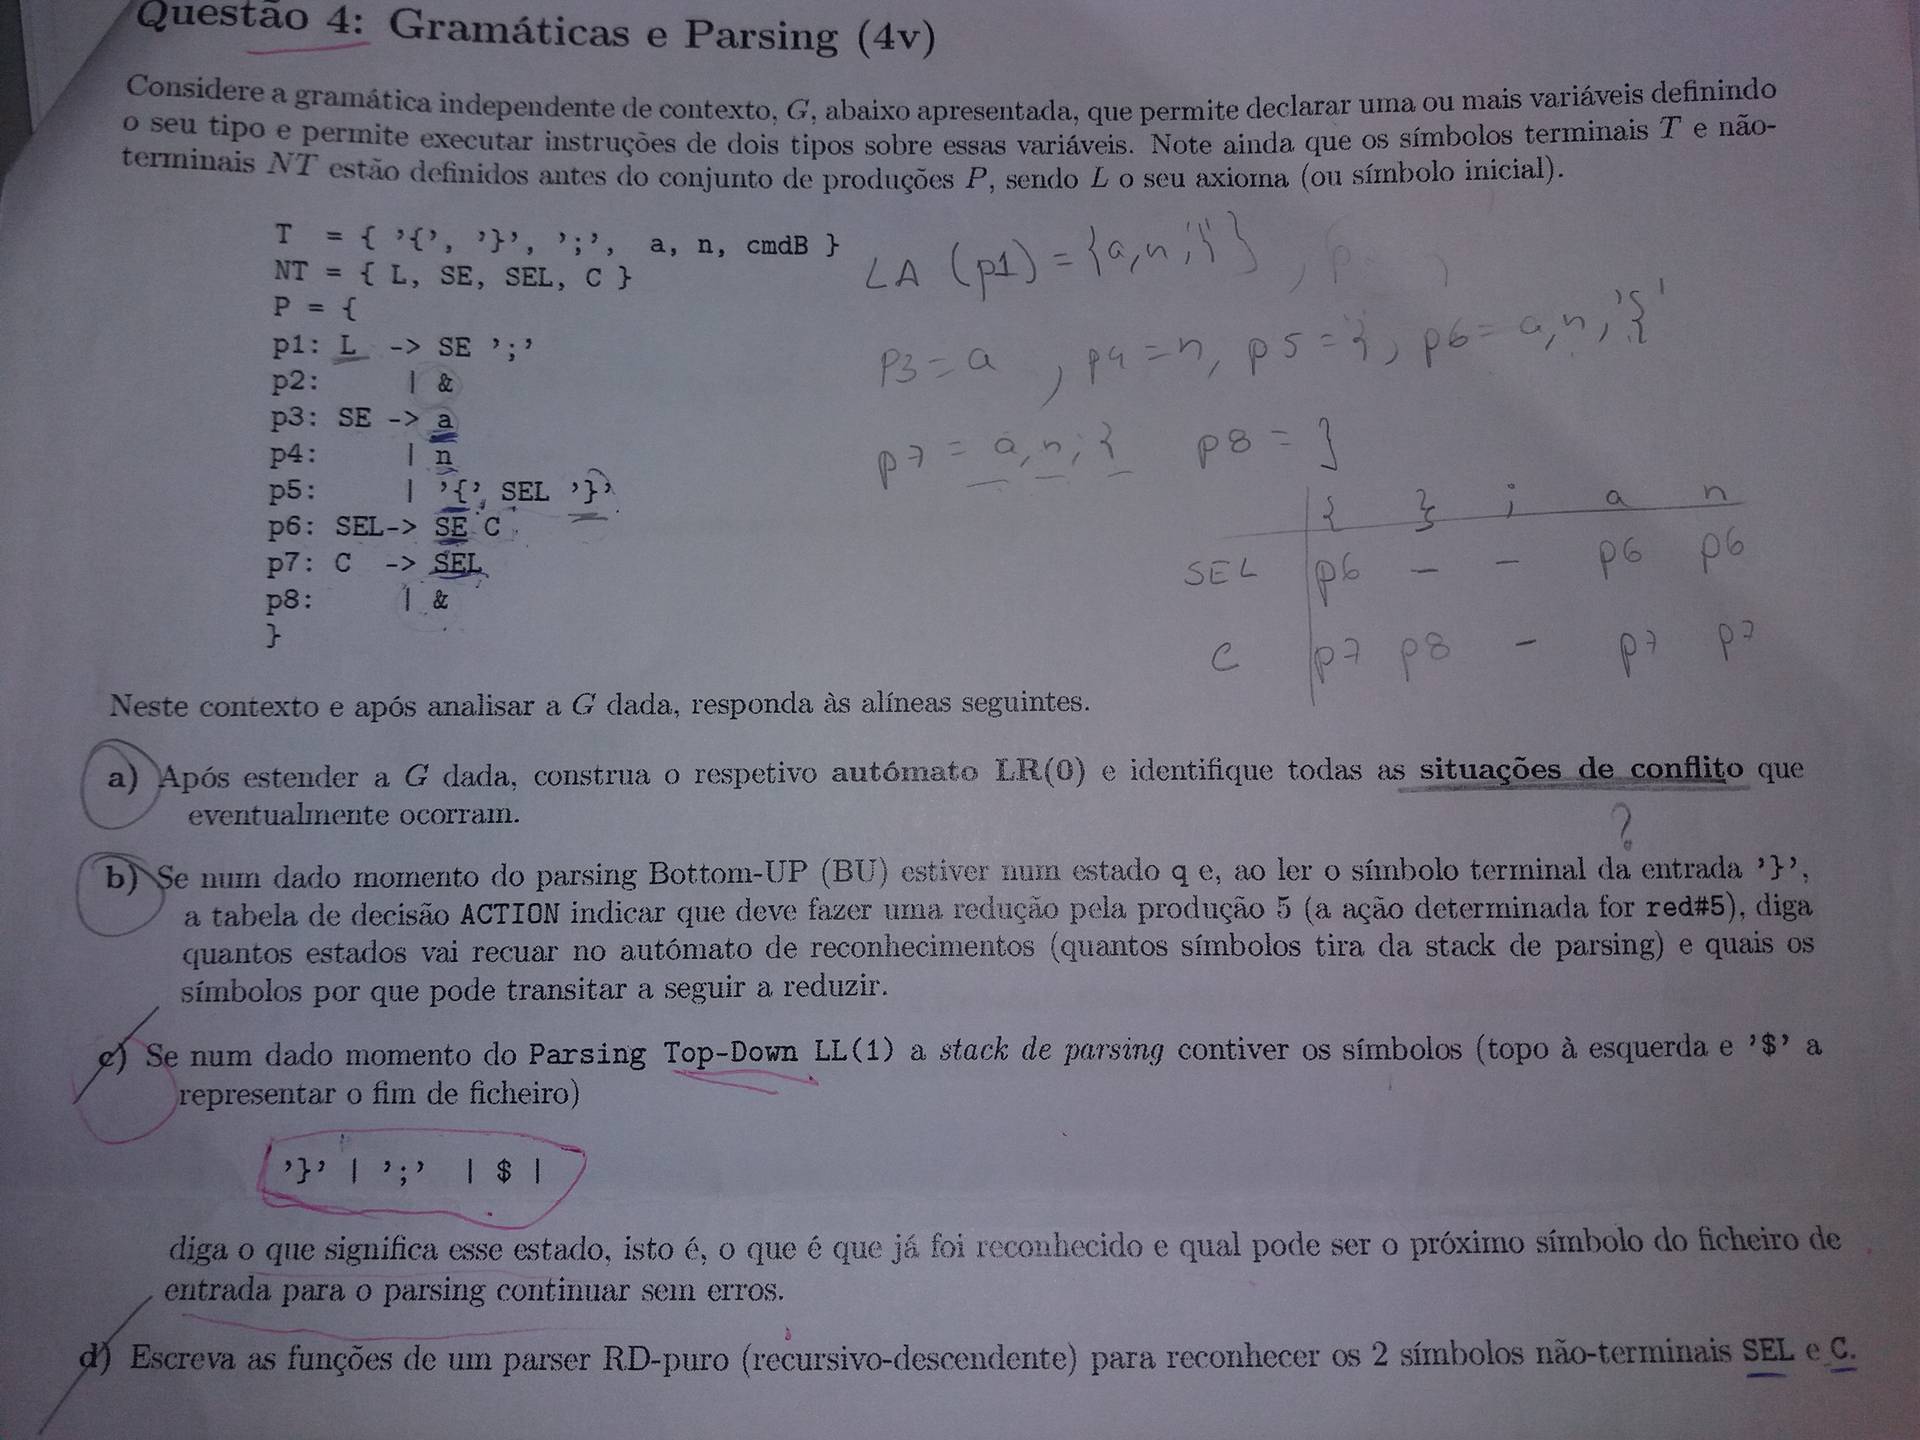 Questão 4: Gramáticas e Parsing (4v)
Considere a gramática independente de contexto, G, abaixo apresentada, que permite declarar uma ou mais variáveis definindo
o seu tipo e permite executar instruções de dois tipos sobre essas variáveis. Note ainda que os símbolos terminais T e não-
terminais NT estão definidos antes do conjunto de produções P, sendo L o seu axioma (ou símbolo inicial).
T = { '{', '}', ';', a, n, cmdB }
NT = { L, SE, SEL, C }
P = {
p1: L -> SE ';'
p2: | &
p3: SE -> a
p4: | n
p5: | '{' SEL '}'
p6: SEL-> SE C
p7: C -> SEL
p8: | &
}
LA (p1) = {a,n,'{'}
p3 = a , p4 = n, p5 = {, p6 = a,n,'{'
p7 = a,n,{ p8 = }
{ } ; a n
SEL p6 - - p6 p6
C p7 p8 - p7 p7
Neste contexto e após analisar a G dada, responda às alíneas seguintes.
a) Após estender a G dada, construa o respetivo autómato LR(0) e identifique todas as situações de conflito que
eventualmente ocorram.
?
b) Se num dado momento do parsing Bottom-UP (BU) estiver num estado q e, ao ler o símbolo terminal da entrada '}',
a tabela de decisão ACTION indicar que deve fazer uma redução pela produção 5 (a ação determinada for red#5), diga
quantos estados vai recuar no autómato de reconhecimentos (quantos símbolos tira da stack de parsing) e quais os
símbolos por que pode transitar a seguir a reduzir.
c) Se num dado momento do Parsing Top-Down LL(1) a stack de parsing contiver os símbolos (topo à esquerda e '$' a
representar o fim de ficheiro)
'}' | ';' | $ |
diga o que significa esse estado, isto é, o que é que já foi reconhecido e qual pode ser o próximo símbolo do ficheiro de
entrada para o parsing continuar sem erros.
d) Escreva as funções de um parser RD-puro (recursivo-descendente) para reconhecer os 2 símbolos não-terminais SEL e C.